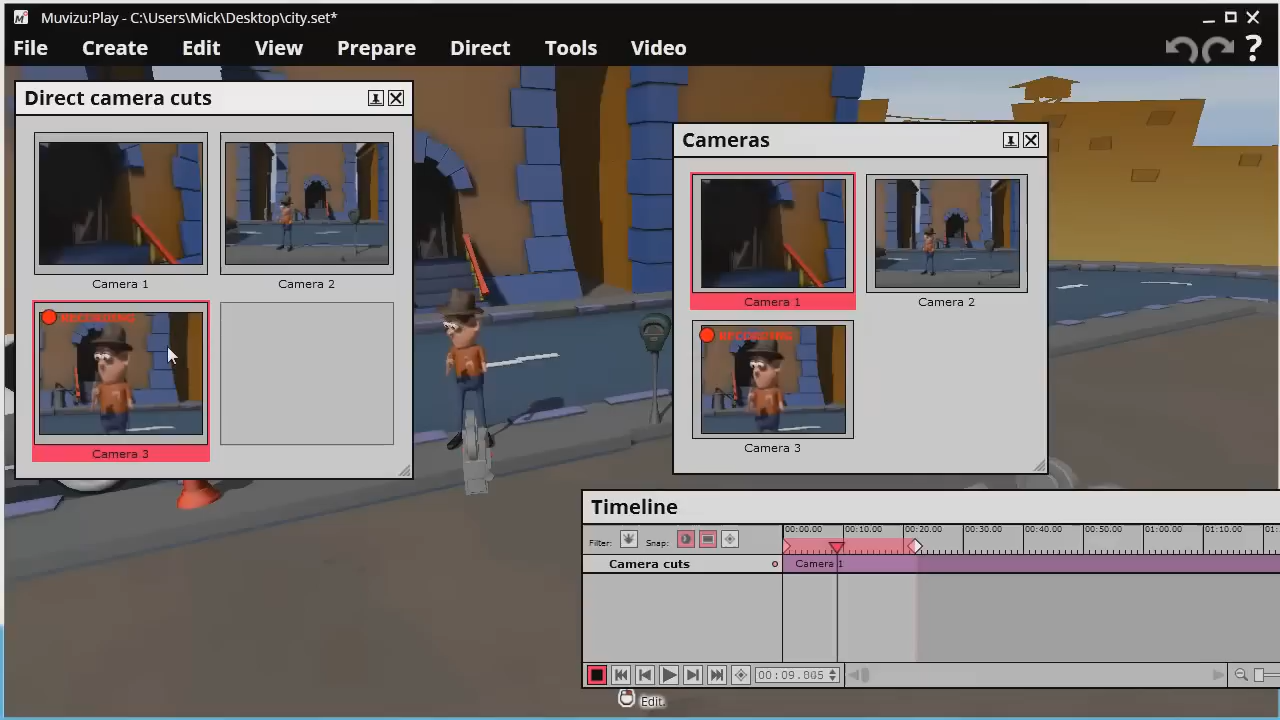 Muvizu:Play - C:\Users\Mick\Desktop\city.set*
File Create Edit View Prepare Direct Tools Video ?
Direct camera cuts
Camera 1 Camera 2
RECORDING
Camera 3
Cameras
Camera 1 Camera 2
RECORDING
Camera 3
Timeline
Filter: Snap: 00:00.00 00:10.00 00:20.00 00:30.00 00:40.00 00:50.00 01:00.00 01:10.00
Camera cuts Camera 1
00:09.005
Edit.